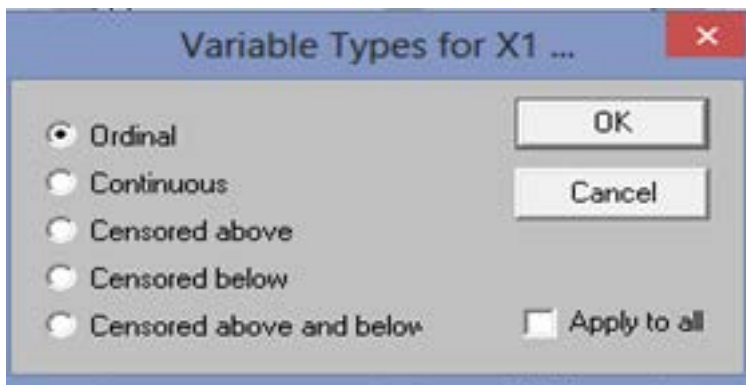 Variable Types for X1 ...
Ordinal
Continuous
Censored above
Censored below
Censored above and below
OK
Cancel
Apply to all